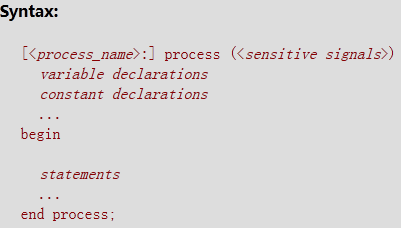 Syntax:
[<process_name>:] process (<sensitive signals>)
variable declarations
constant declarations
...
begin
statements
...
end process;